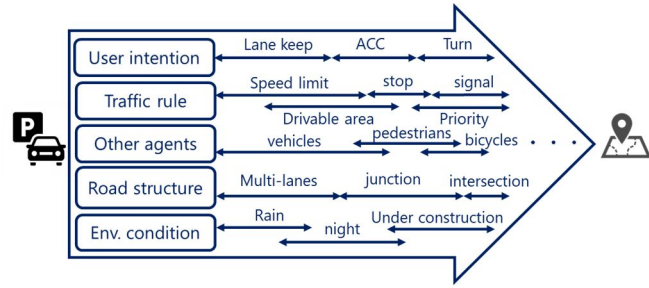 User intention
Lane keep
ACC
Turn
Traffic rule
Speed limit
stop
signal
Drivable area
Priority
P
Other agents
vehicles
pedestrians
bicycles
. . .
Road structure
Multi-lanes
junction
intersection
Env. condition
Rain
night
Under construction